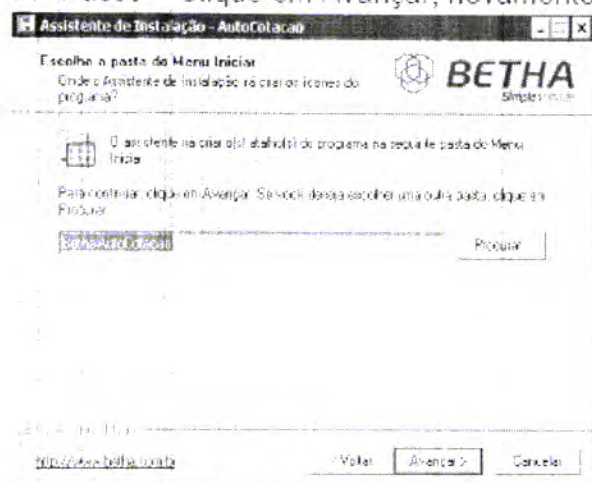 Clique em Avançar, novamente
Assistente de Instalação - AutoCotacao
Escolha a pasta do Menu Iniciar
Onde o Assistente de Instalação irá criar os ícones do
programa?
BETHA
O assistente irá criar o(s) atalho(s) do programa na seguinte pasta do Menu
Iniciar
Para continuar, clique em Avançar. Se você deseja escolher uma outra pasta, clique em
Procurar.
Procurar
http://www.betha.com.br
< Voltar
Avançar >
Cancelar